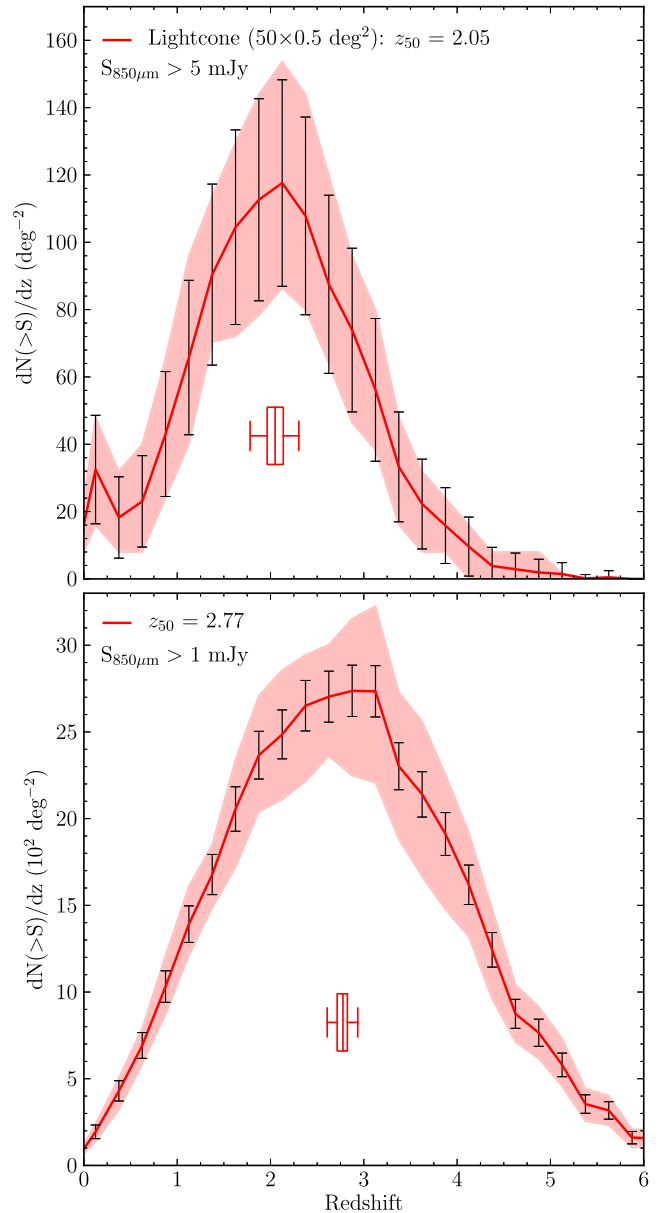 160
140
120
100
80
60
40
20
0
dN(>S)/dz (deg⁻²)
Lightcone (50×0.5 deg²): z₅₀ = 2.05
S₈₅₀μm > 5 mJy
30
25
20
15
10
5
0
dN(>S)/dz (10² deg⁻²)
z₅₀ = 2.77
S₈₅₀μm > 1 mJy
0 1 2 3 4 5 6
Redshift